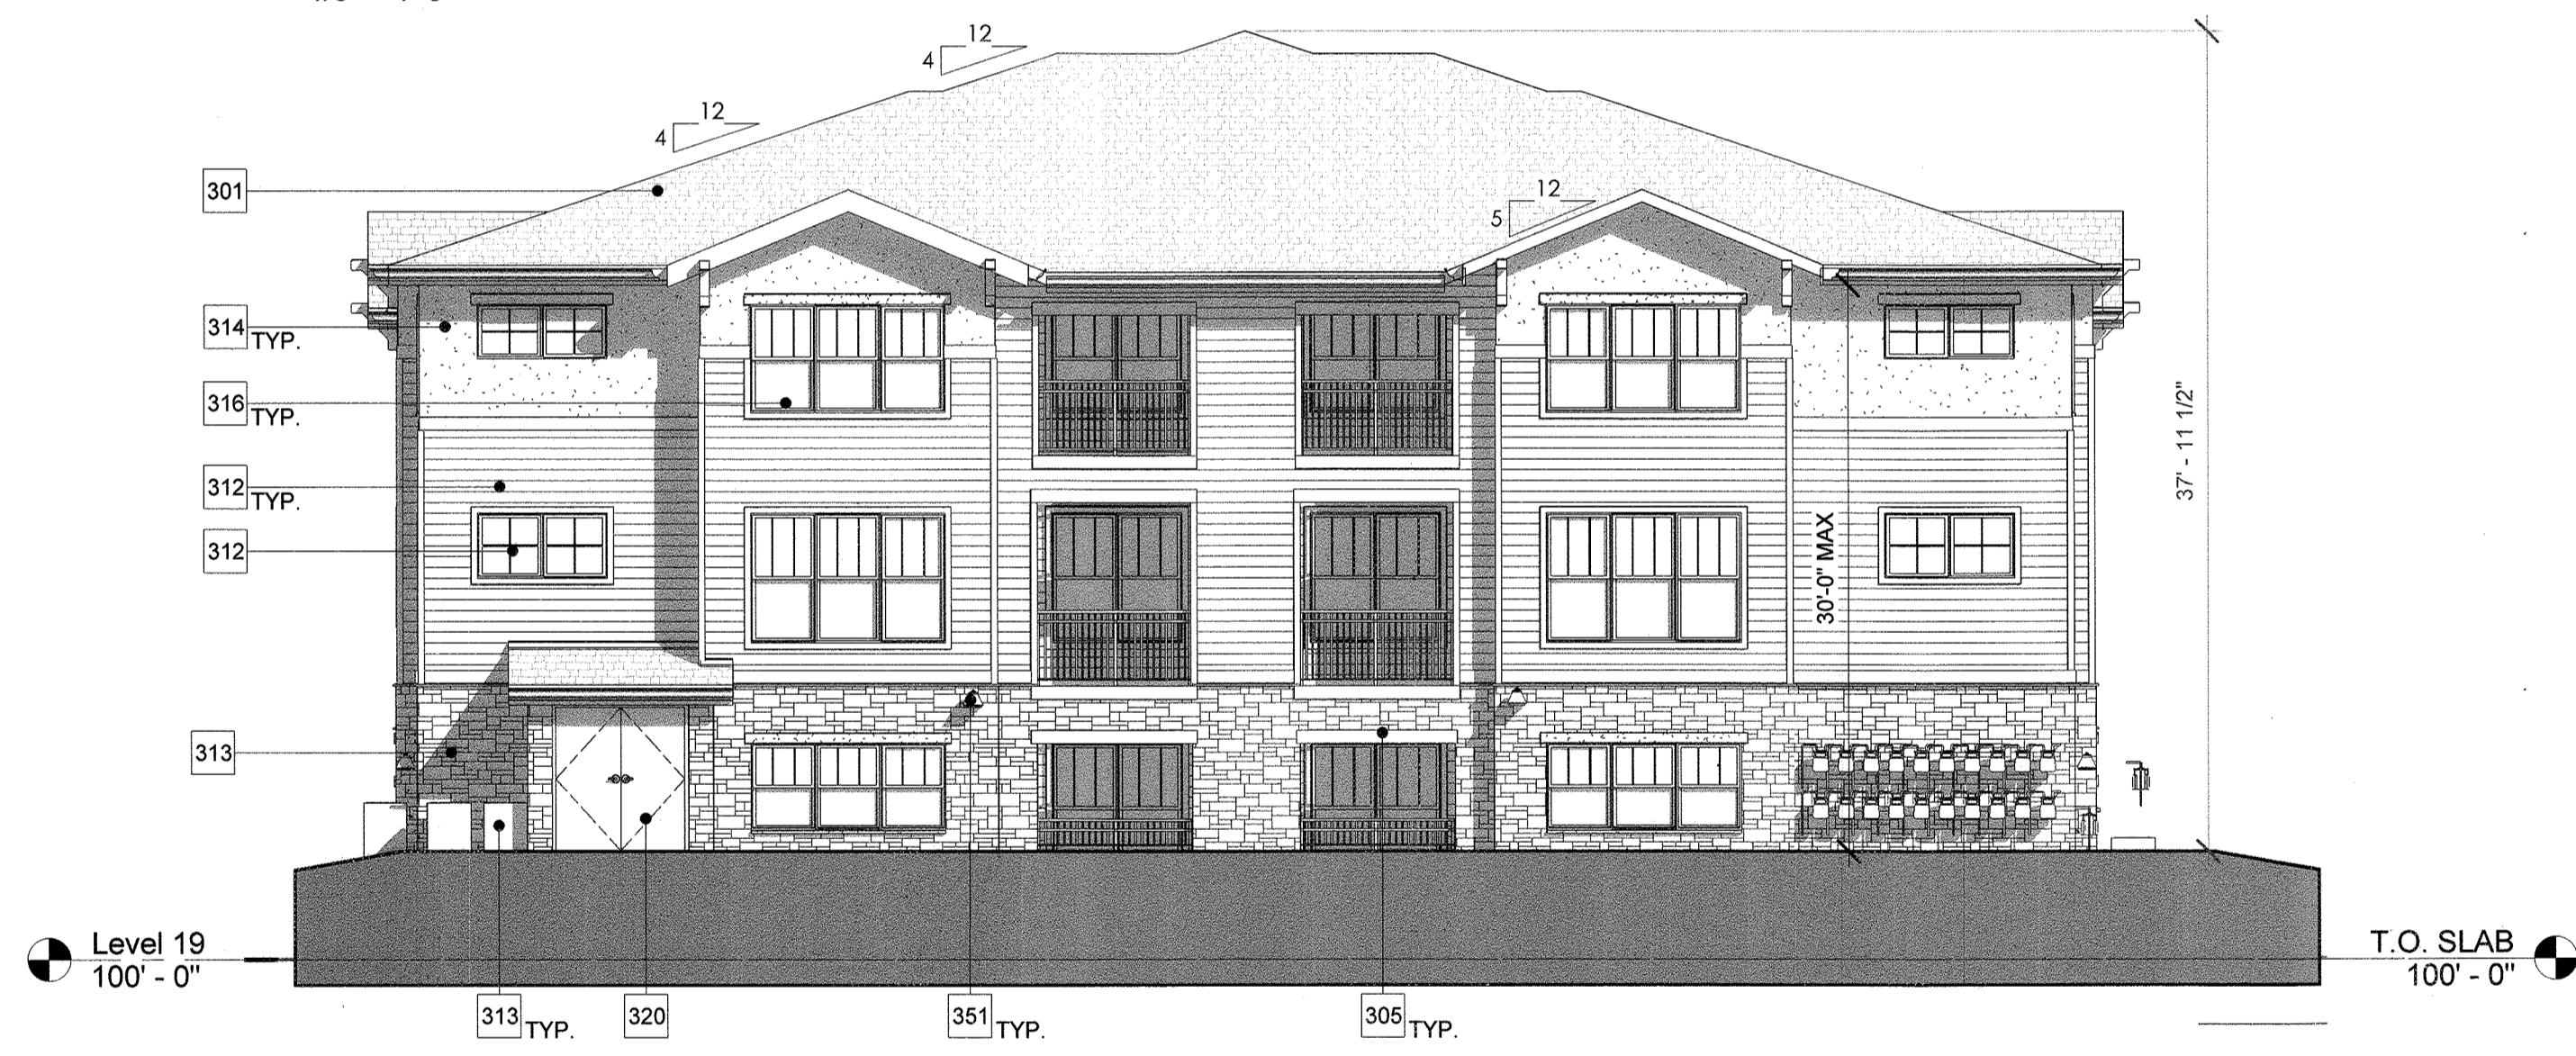 12
4
12
4
301
12
5
314
TYP.
316
TYP.
37' - 11 1/2"
312
TYP.
30'-0" MAX
312
313
Level 19
100' - 0"
T.O. SLAB
100' - 0"
313
TYP.
320
351
TYP.
305
TYP.